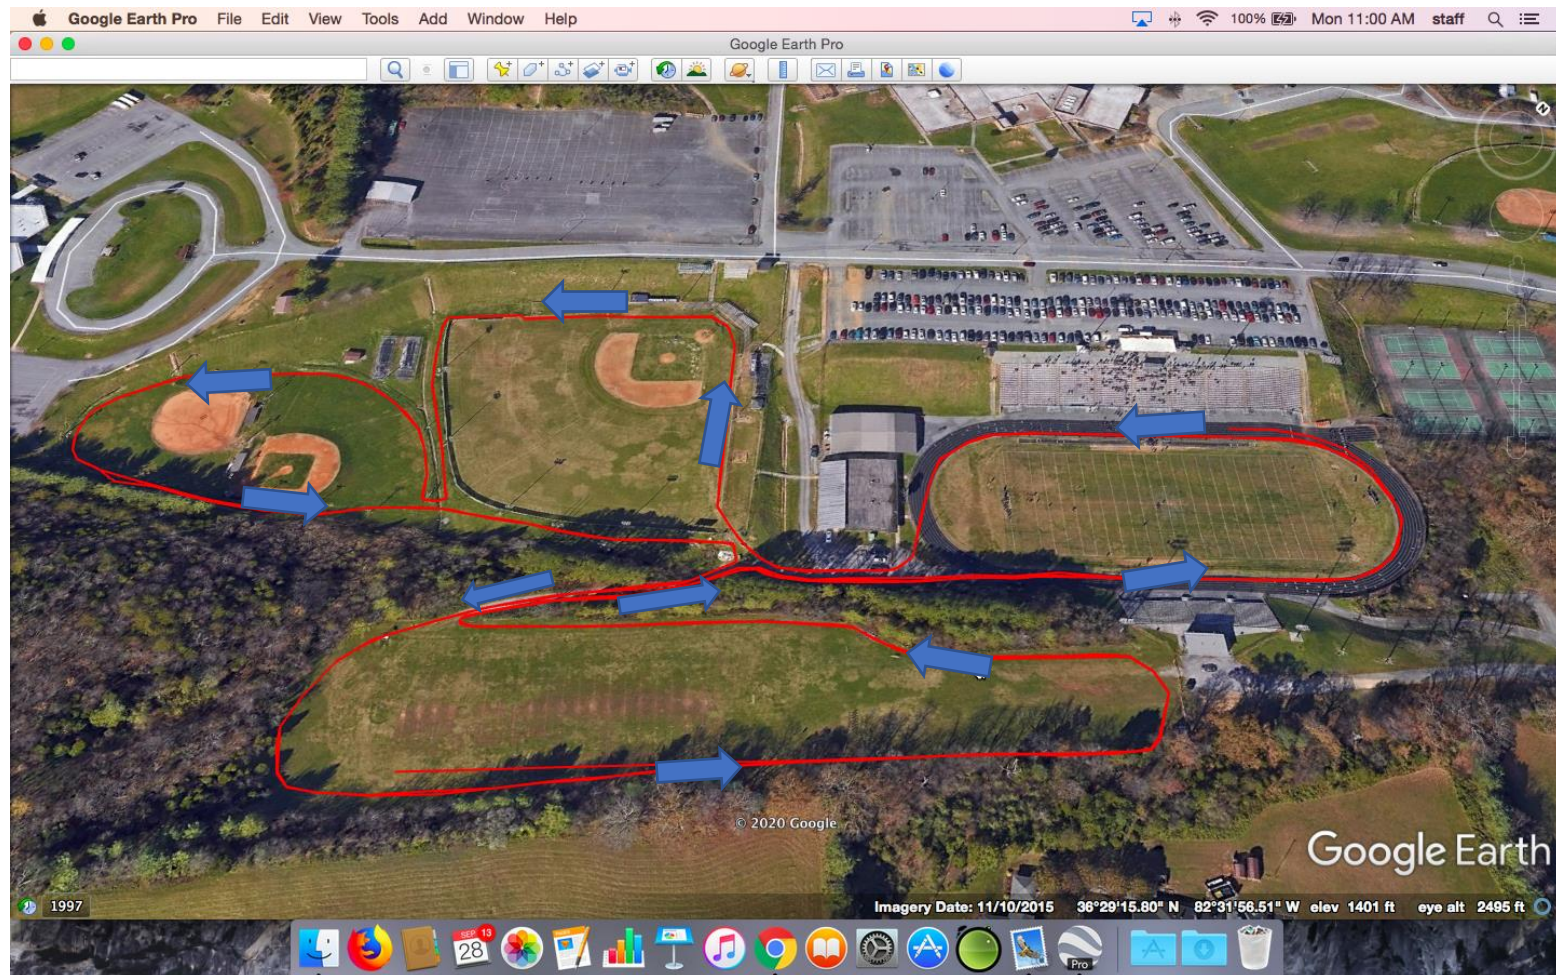 Google Earth Pro File Edit View Tools Add Window Help 100% Mon 11:00 AM staff
Google Earth Pro
N
© 2020 Google
Google Earth
1997 Imagery Date: 11/10/2015 36°29'15.80" N 82°31'56.51" W elev 1401 ft eye alt 2495 ft
SEP 13
28
Pro